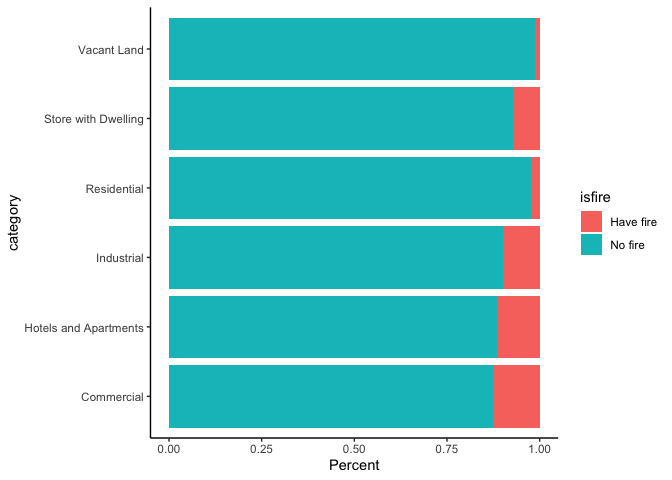 Vacant Land
Store with Dwelling
Residential
Industrial
Hotels and Apartments
Commercial
category
0.00 0.25 0.50 0.75 1.00
Percent
isfire
Have fire
No fire